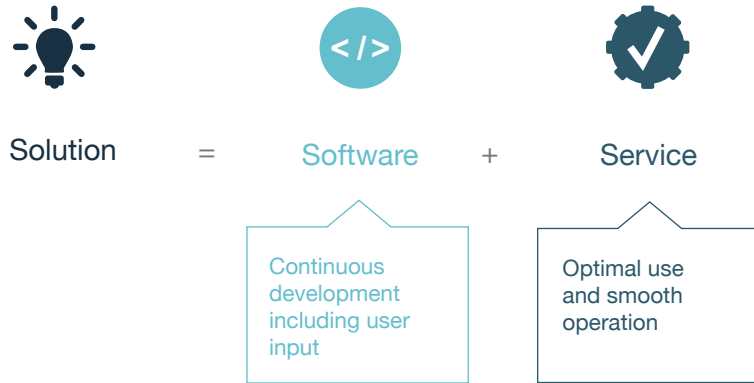 </>
Solution = Software + Service
Continuous
development
including user
input
Optimal use
and smooth
operation